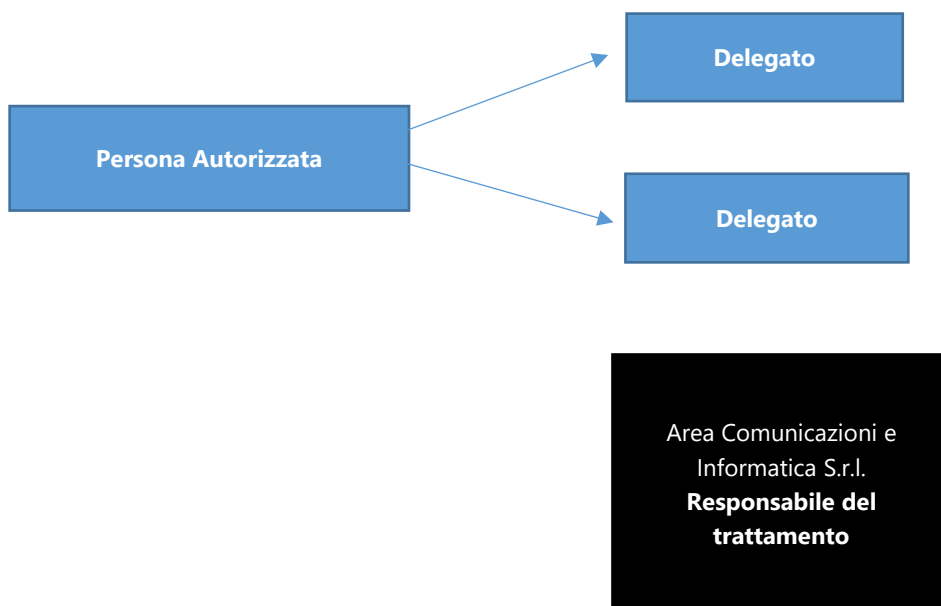 Delegato
Persona Autorizzata
Delegato
Area Comunicazioni e
Informatica S.r.l.
Responsabile del
trattamento